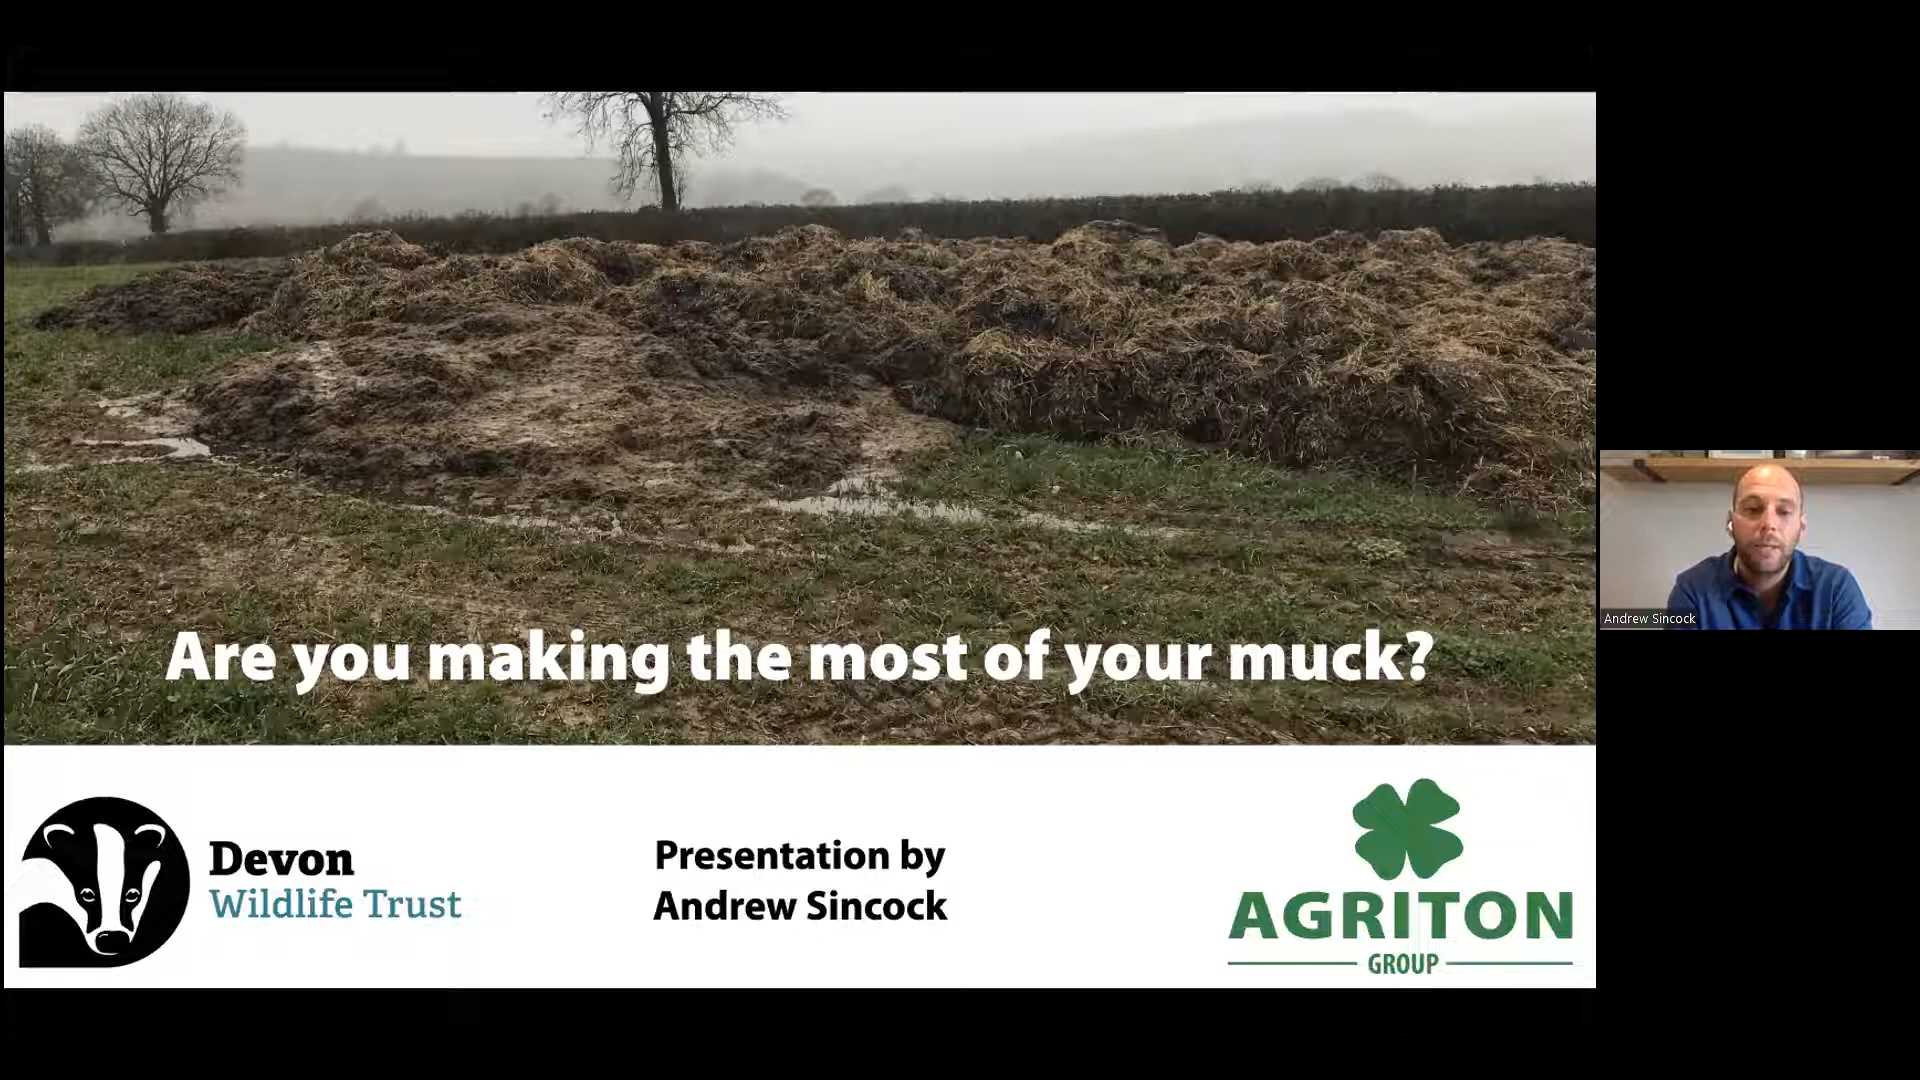 Are you making the most of your muck?
Devon
Wildlife Trust
Presentation by
Andrew Sincock
AGRITON
GROUP
Andrew Sincock